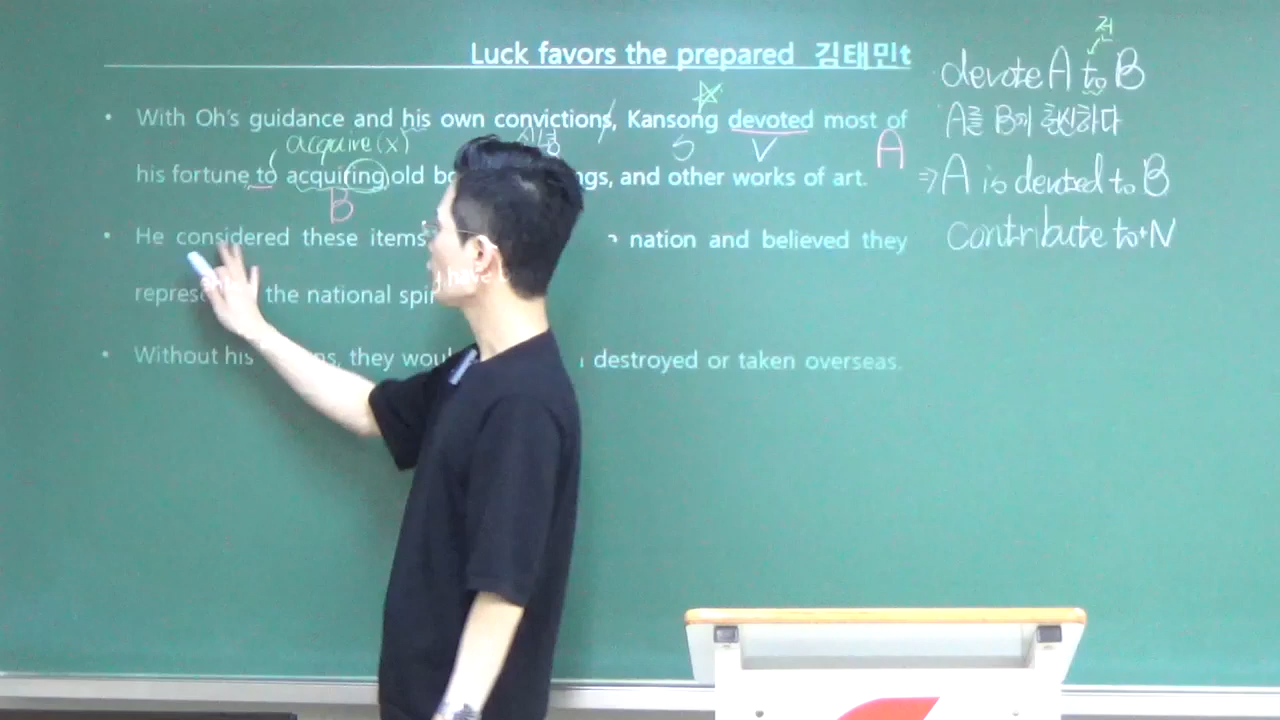 Luck favors the prepared 김태민t
• With Oh's guidance and his own convictions, Kansong devoted most of
acquire(x)
S V A
his fortune to acquiring old ngs, and other works of art.
B
• He considered these items nation and believed they
the national
• Without his they destroyed or taken overseas.
전
devote A to B
A를 B에 헌신하다
⇒ A is devoted to B
contribute to+N